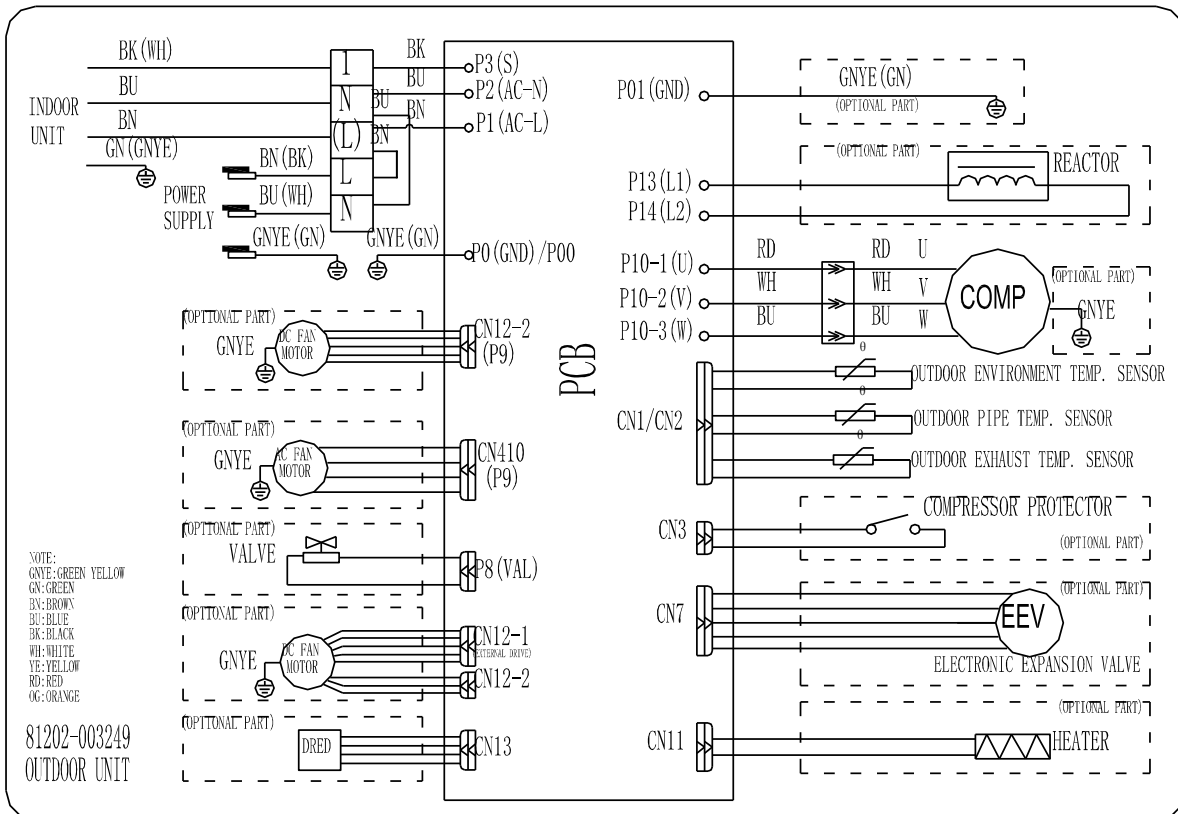 BK(WH)
BU
INDOOR
UNIT
BN
GN(GNYE)
BN(BK)
POWER
SUPPLY
BU(WH)
GNYE(GN)
GNYE(GN)
1
N
(L)
L
N
BK
BU
BU
BN
BN
P3(S)
P2(AC-N)
P1(AC-L)
P0(GND)/P00
(OPTIONAL PART)
GNYE
DC FAN
MOTOR
CN12-2
(P9)
(OPTIONAL PART)
GNYE
AC FAN
MOTOR
CN410
(P9)
(OPTIONAL PART)
VALVE
P8(VAL)
(OPTIONAL PART)
GNYE
DC FAN
MOTOR
CN12-1
(EXTERNAL DRIVE)
CN12-2
(OPTIONAL PART)
DRED
CN13
NOTE:
GNYE:GREEN YELLOW
GN:GREEN
BN:BROWN
BU:BLUE
BK:BLACK
WH:WHITE
YE:YELLOW
RD:RED
OG:ORANGE
81202-003249
OUTDOOR UNIT
PCB
P01(GND)
GNYE(GN)
(OPTIONAL PART)
(OPTIONAL PART)
REACTOR
P13(L1)
P14(L2)
P10-1(U)
RD
RD
U
P10-2(V)
WH
WH
V
P10-3(W)
BU
BU
W
COMP
(OPTIONAL PART)
GNYE
CN1/CN2
θ
OUTDOOR ENVIRONMENT TEMP. SENSOR
θ
OUTDOOR PIPE TEMP. SENSOR
θ
OUTDOOR EXHAUST TEMP. SENSOR
CN3
COMPRESSOR PROTECTOR
(OPTIONAL PART)
CN7
(OPTIONAL PART)
EEV
ELECTRONIC EXPANSION VALVE
CN11
(OPTIONAL PART)
HEATER